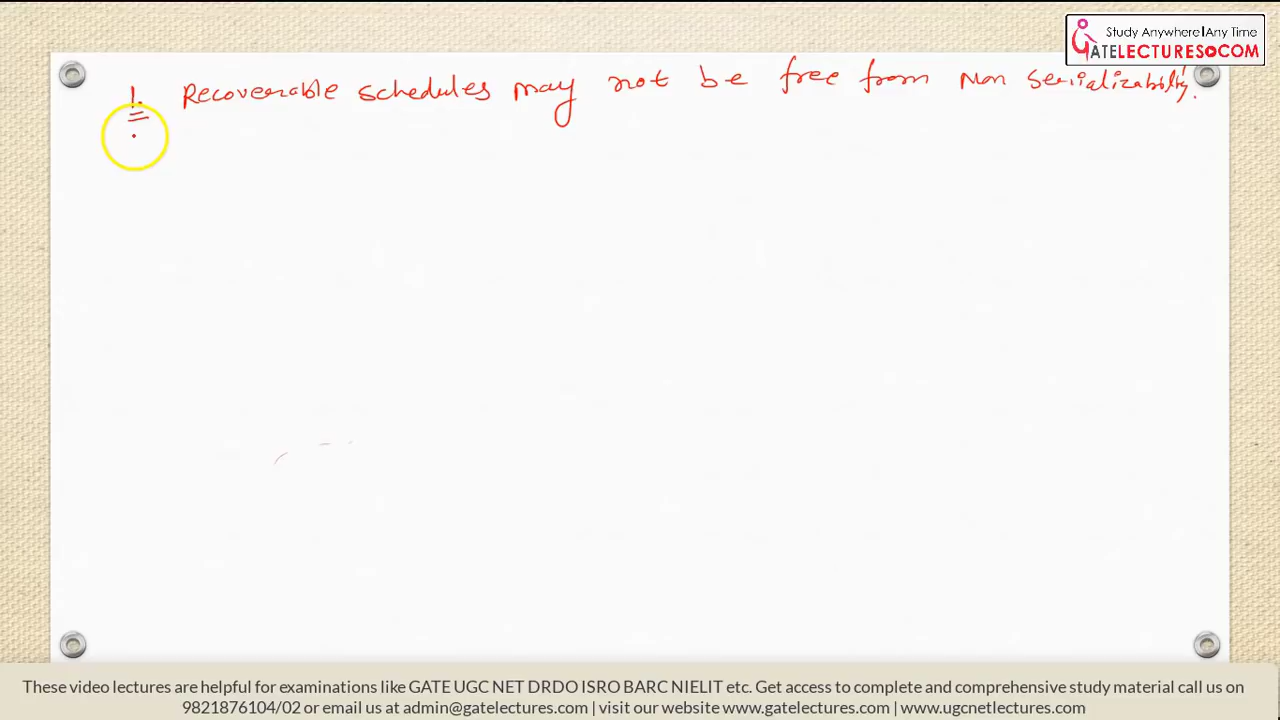 Study Anywhere|Any Time
GATELECTURES.COM
1. Recoverable schedules may not be free from Non serializability.
These video lectures are helpful for examinations like GATE UGC NET DRDO ISRO BARC NIELIT etc. Get access to complete and comprehensive study material call us on
9821876104/02 or email us at admin@gatelectures.com | visit our website www.gatelectures.com | www.ugcnetlectures.com